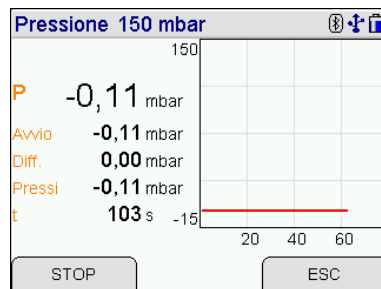 Pressione 150 mbar
150
P -0,11 mbar
Avvio -0,11 mbar
Diff. 0,00 mbar
Pressi -0,11 mbar
t 103 s -15
20 40 60
STOP ESC